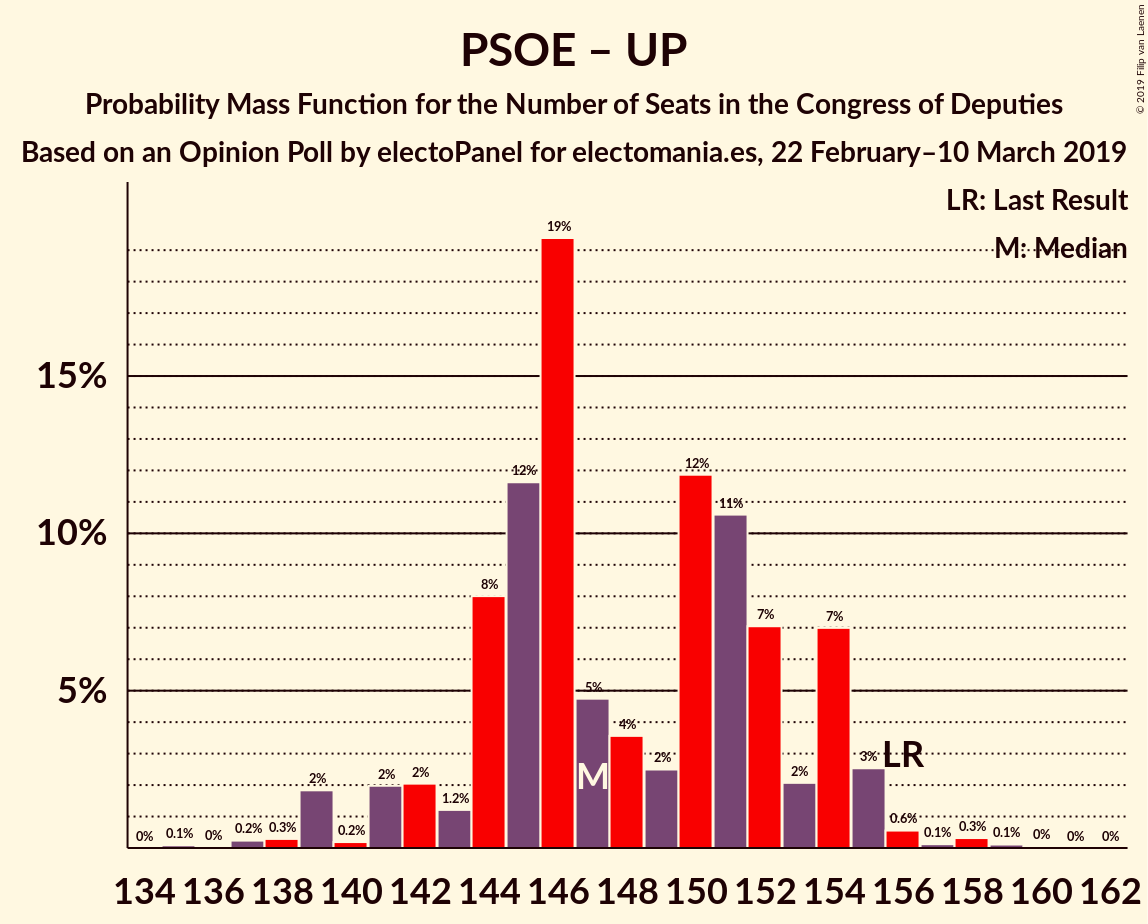 PSOE – UP
Probability Mass Function for the Number of Seats in the Congress of Deputies
Based on an Opinion Poll by electoPanel for electomania.es, 22 February–10 March 2019
© 2019 Filip van Laenen
LR: Last Result
M: Median
15%
10%
5%
0% 0.1% 0% 0.2% 0.3% 2% 0.2% 2% 2% 1.2% 8% 12% 19% 5% 4% 2% 12% 11% 7% 2% 7% 3% 0.6% 0.1% 0.3% 0.1% 0% 0% 0%
M
LR
134 136 138 140 142 144 146 148 150 152 154 156 158 160 162